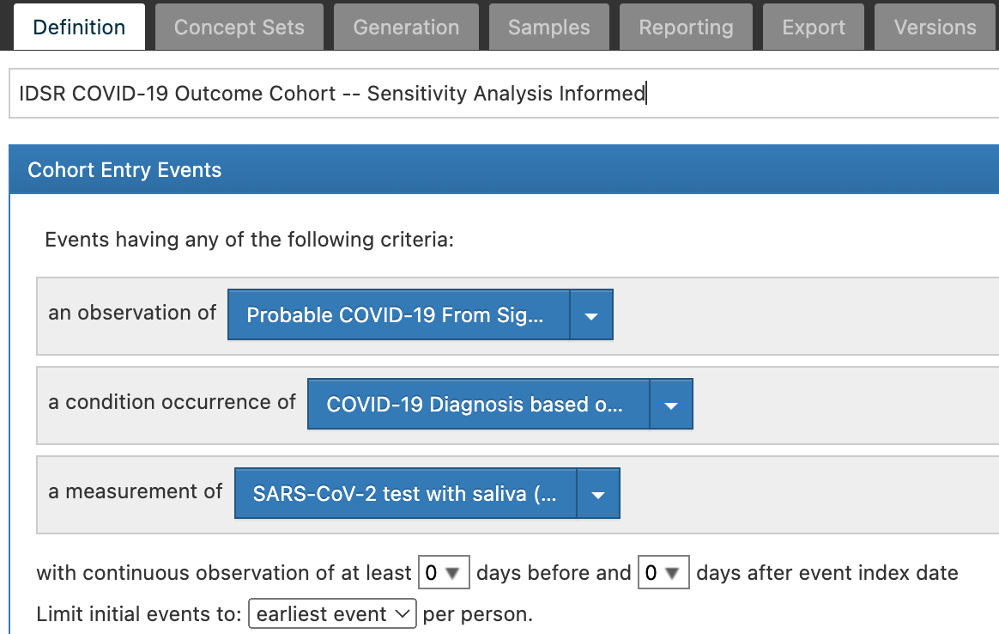 Definition Concept Sets Generation Samples Reporting Export Versions
IDSR COVID-19 Outcome Cohort -- Sensitivity Analysis Informed
Cohort Entry Events
Events having any of the following criteria:
an observation of Probable COVID-19 From Sig...
a condition occurrence of COVID-19 Diagnosis based o...
a measurement of SARS-CoV-2 test with saliva (...
with continuous observation of at least 0 days before and 0 days after event index date
Limit initial events to: earliest event per person.